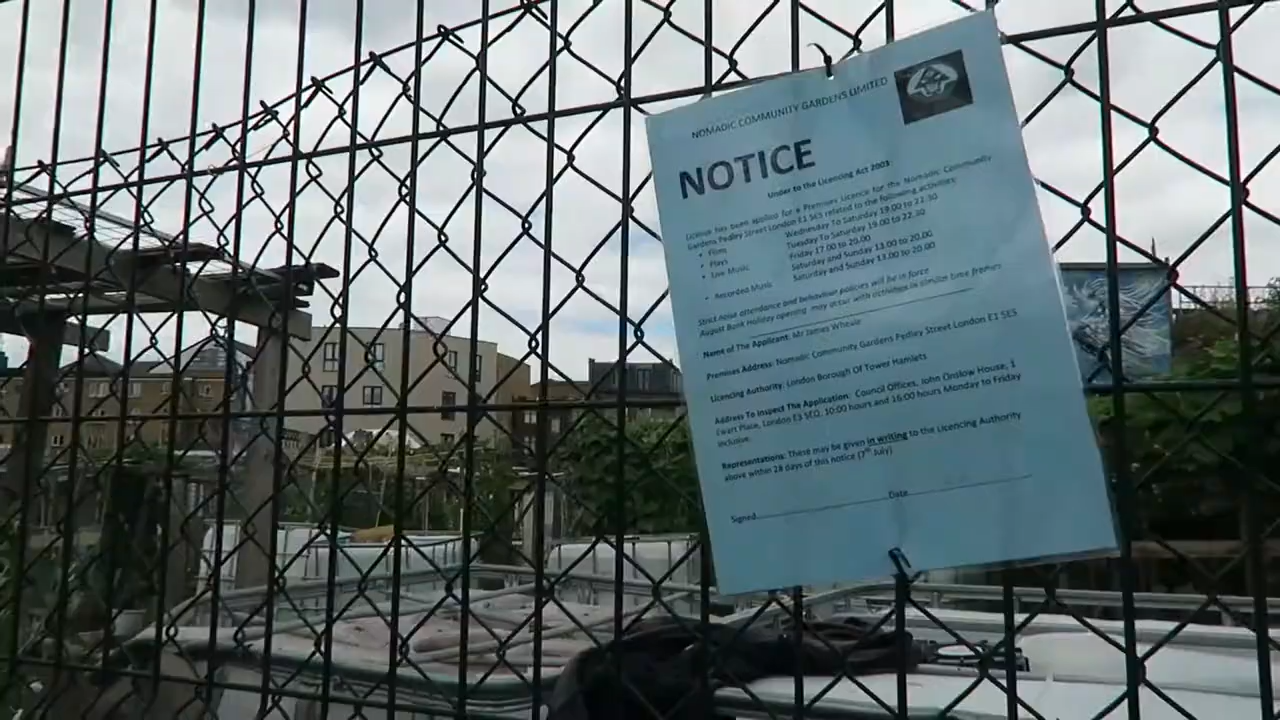 NOMADIC COMMUNITY GARDENS LIMITED
NOTICE
Under to the Licencing Act 2003:
License has been applied for a Premises Licence for the Nomadic Community
Gardens Pedley Street London E1 5ES related to the following activities:
• Films Wednesday To Saturday 19.00 to 22.30
• Plays Tuesday To Saturday 19.00 to 22.30
• Live Music Friday 17.00 to 20.00
Saturday and Sunday 13.00 to 20.00
• Recorded Music Saturday and Sunday 13.00 to 20.00
Strict noise attendance and behaviour policies will be in force
August Bank Holiday opening may occur with activities in similar time frames
Name of The Applicant: Mr James Wheale
Premises Address: Nomadic Community Gardens Pedley Street London E1 5ES
Licencing Authority: London Borough Of Tower Hamlets
Address To Inspect The Application: Council Offices, John Onslow House, 1
Ewart Place, London E3 5EQ, 10:00 hours and 16:00 hours Monday to Friday
inclusive.
Representations: These may be given in writing to the Licencing Authority
above within 28 days of this notice (7th July)
Signed Date